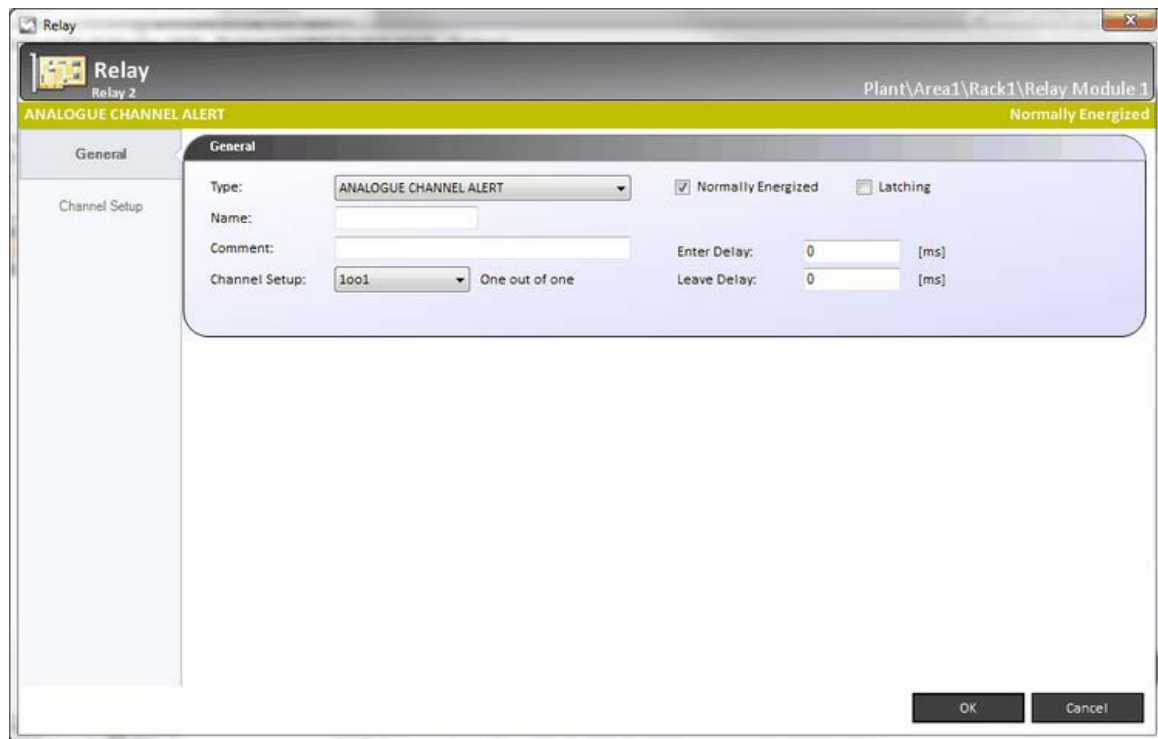 Relay
Relay
Relay 2
Plant\Area1\Rack1\Relay Module 1
ANALOGUE CHANNEL ALERT
Normally Energized
General
Channel Setup
General
Type:
ANALOGUE CHANNEL ALERT
Normally Energized
Latching
Name:
Comment:
Enter Delay:
0
[ms]
Channel Setup:
1oo1
One out of one
Leave Delay:
0
[ms]
OK
Cancel